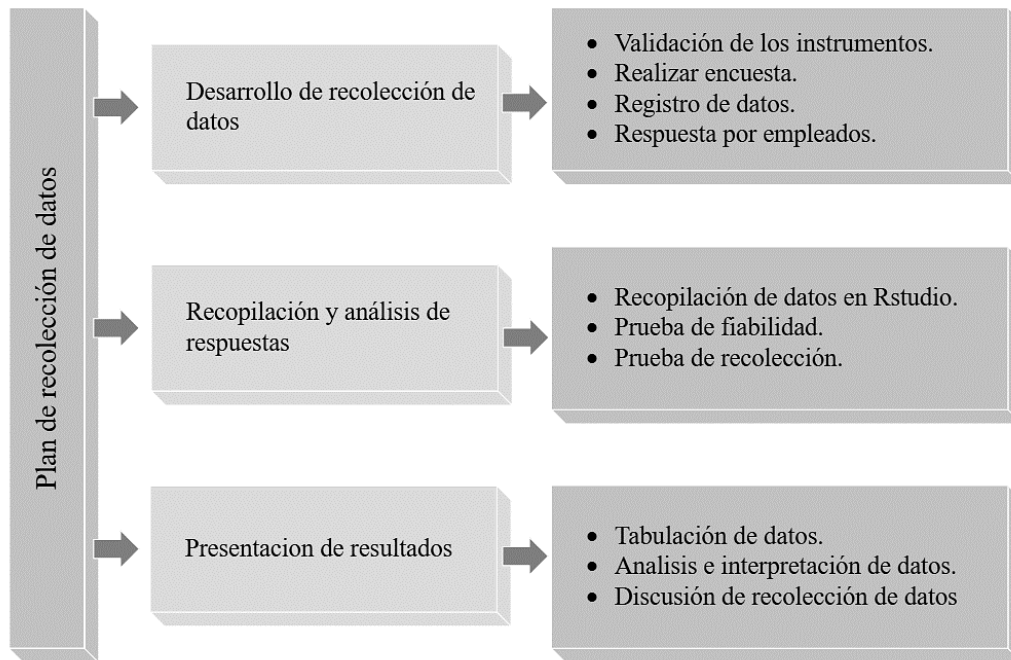 Plan de recolección de datos
Desarrollo de recolección de
datos
• Validación de los instrumentos.
• Realizar encuesta.
• Registro de datos.
• Respuesta por empleados.
Recopilación y análisis de
respuestas
• Recopilación de datos en Rstudio.
• Prueba de fiabilidad.
• Prueba de recolección.
Presentacion de resultados
• Tabulación de datos.
• Analisis e interpretación de datos.
• Discusión de recolección de datos